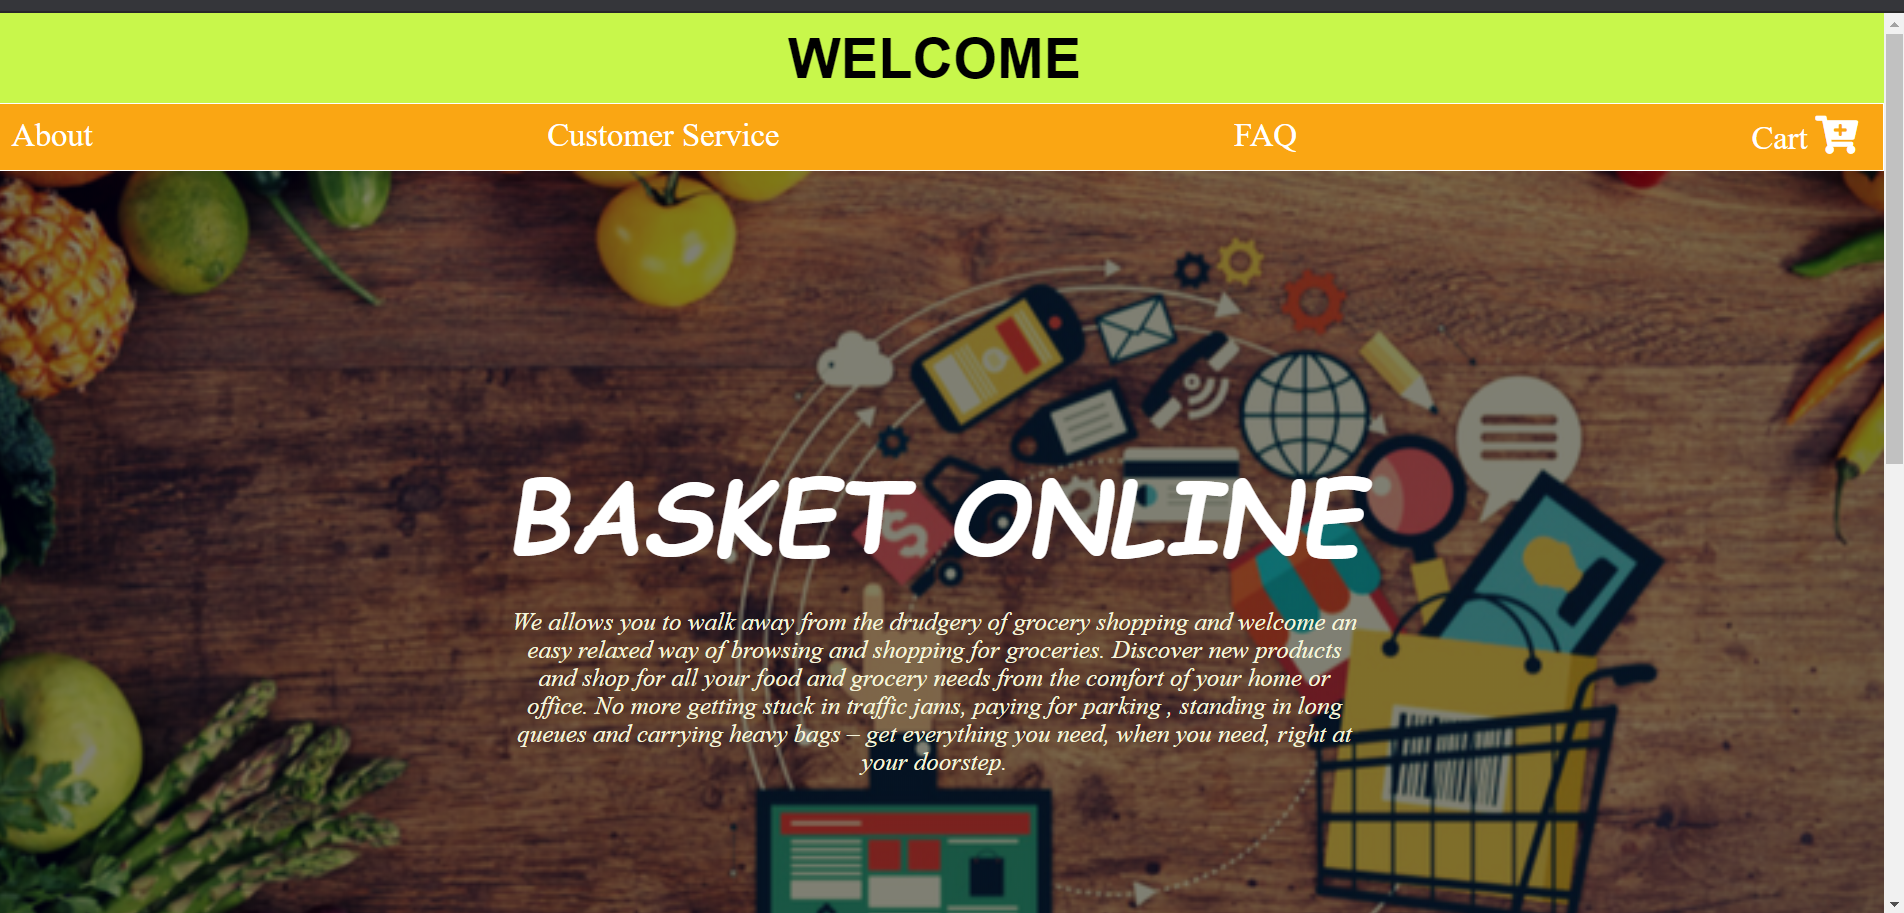 WELCOME
About Customer Service FAQ Cart
BASKET ONLINE
We allows you to walk away from the drudgery of grocery shopping and welcome an
easy relaxed way of browsing and shopping for groceries. Discover new products
and shop for all your food and grocery needs from the comfort of your home or
office. No more getting stuck in traffic jams, paying for parking , standing in long
queues and carrying heavy bags – get everything you need, when you need, right at
your doorstep.